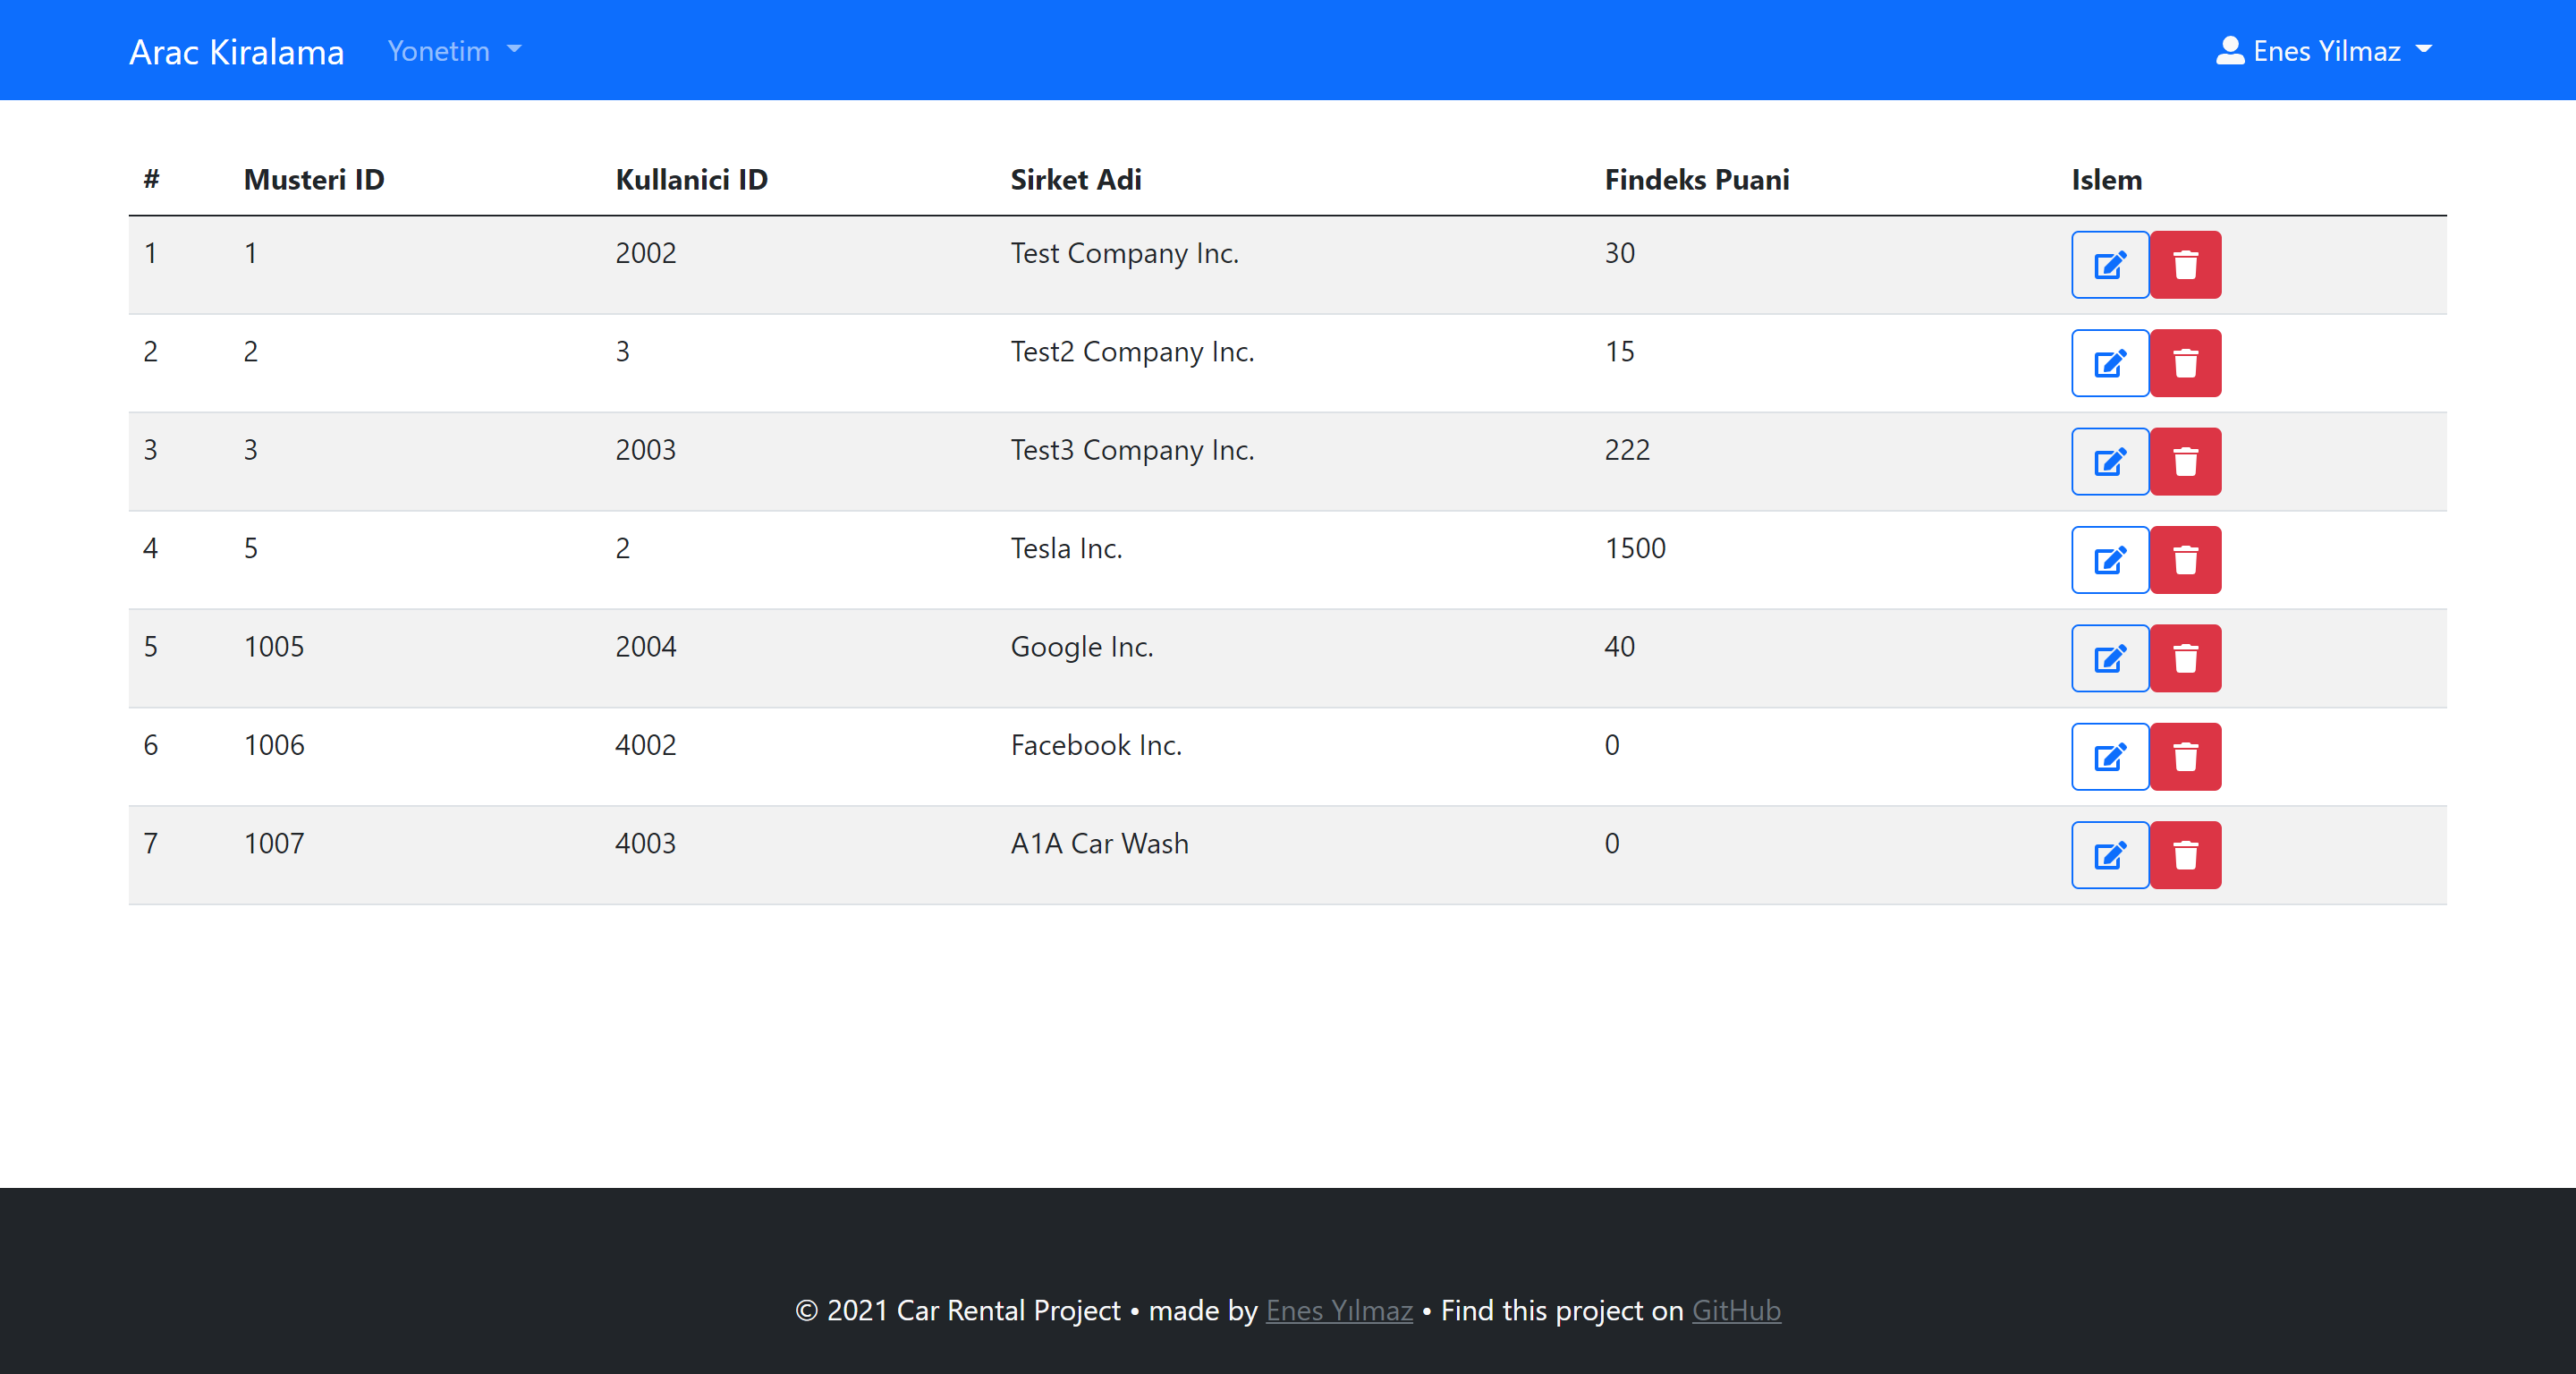 Arac Kiralama Yonetim Enes Yilmaz
# Musteri ID Kullanici ID Sirket Adi Findeks Puani Islem
1 1 2002 Test Company Inc. 30
2 2 3 Test2 Company Inc. 15
3 3 2003 Test3 Company Inc. 222
4 5 2 Tesla Inc. 1500
5 1005 2004 Google Inc. 40
6 1006 4002 Facebook Inc. 0
7 1007 4003 A1A Car Wash 0
© 2021 Car Rental Project • made by Enes Yılmaz • Find this project on GitHub